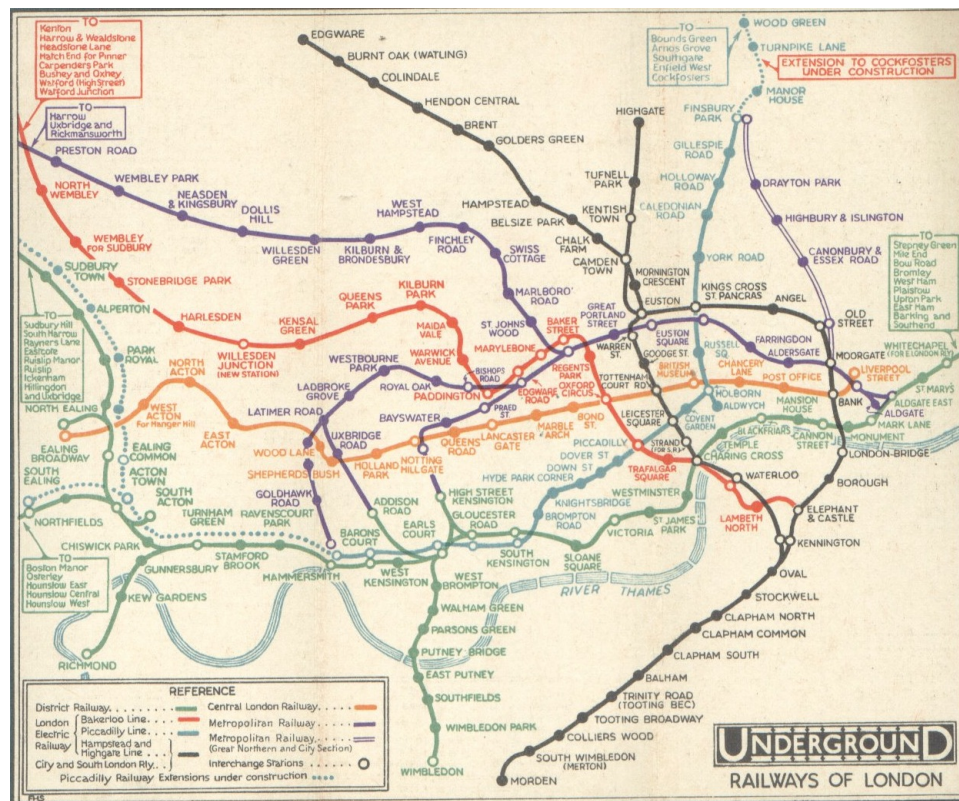 TO
Kenton
Harrow & Wealdstone
Headstone Lane
Hatch End for Pinner
Carpenders Park
Bushey and Oxhey
Watford (High Street)
Watford Junction
TO
Harrow
Uxbridge and
Rickmansworth
EDGWARE
BURNT OAK (WATLING)
COLINDALE
HENDON CENTRAL
BRENT
GOLDERS GREEN
HAMPSTEAD
BELSIZE PARK
CHALK
FARM
CAMDEN
TOWN
HIGHGATE
TUFNELL
PARK
KENTISH
TOWN
MORNINGTON
CRESCENT
EUSTON
TO
Bounds Green
Arnos Grove
Southgate
Enfield West
Cockfosters
WOOD GREEN
TURNPIKE LANE
EXTENSION TO COCKFOSTERS
UNDER CONSTRUCTION
MANOR
HOUSE
FINSBURY
PARK
GILLESPIE
ROAD
HOLLOWAY
ROAD
CALEDONIAN
ROAD
YORK ROAD
KINGS CROSS
ST. PANCRAS
DRAYTON PARK
HIGHBURY & ISLINGTON
CANONBURY &
ESSEX ROAD
ANGEL
OLD
STREET
MOORGATE
TO
Stepney Green
Mile End
Bow Road
Bromley
West Ham
Plaistow
Upton Park
East Ham
Barking and
Southend
WHITECHAPEL
(FOR E.LONDON RLY)
ST MARYS
ALDGATE EAST
ALDGATE
MARK LANE
LIVERPOOL
STREET
BANK
MONUMENT
PRESTON ROAD
WEMBLEY PARK
NEASDEN
& KINGSBURY
DOLLIS
HILL
WILLESDEN
GREEN
KILBURN &
BRONDESBURY
WEST
HAMPSTEAD
FINCHLEY
ROAD
SWISS
COTTAGE
MARLBORO'
ROAD
ST. JOHNS
WOOD
NORTH
WEMBLEY
WEMBLEY
FOR SUDBURY
STONEBRIDGE PARK
HARLESDEN
WILLESDEN
JUNCTION
(NEW STATION)
KENSAL
GREEN
QUEENS
PARK
KILBURN
PARK
MAIDA
VALE
WARWICK
AVENUE
PADDINGTON
MARYLEBONE
BAKER
STREET
REGENTS
PARK
OXFORD
CIRCUS
GREAT
PORTLAND
STREET
WARREN
ST.
EUSTON
SQUARE
GOODGE ST.
TOTTENHAM
COURT RD
RUSSELL
SQ.
FARRINGDON
ALDERSGATE
BRITISH
MUSEUM
CHANCERY
LANE
POST OFFICE
HOLBORN
ALDWYCH
COVENT
GARDEN
LEICESTER
SQUARE
STRAND
(FOR S.R.)
CHARING CROSS
TEMPLE
BLACKFRIARS
MANSION
HOUSE
CANNON
STREET
SUDBURY
TOWN
ALPERTON
PARK
ROYAL
Sudbury Hill
South Harrow
Rayners Lane
Eastcote
Ruislip Manor
Ruislip
Ickenham
Hillingdon
and Uxbridge
NORTH EALING
EALING
BROADWAY
EALING
COMMON
ACTON
TOWN
SOUTH
EALING
NORTHFIELDS
SOUTH
ACTON
CHISWICK PARK
TO
Boston Manor
Osterley
Hounslow East
Hounslow Central
Hounslow West
NORTH
ACTON
WEST
ACTON
For Hanger Hill
EAST
ACTON
WOOD LANE
SHEPHERDS BUSH
HOLLAND
PARK
NOTTING
HILL GATE
QUEENS
ROAD
LANCASTER
GATE
MARBLE
ARCH
BOND
ST.
WESTBOURNE
PARK
LADBROKE
GROVE
LATIMER ROAD
ROYAL OAK
BISHOPS
ROAD
EDGWARE
ROAD
PRAED
ST.
BAYSWATER
UXBRIDGE
ROAD
GOLDHAWK
ROAD
ADDISON
ROAD
HIGH STREET
KENSINGTON
TURNHAM
GREEN
RAVENSCOURT
PARK
STAMFORD
BROOK
HAMMERSMITH
GUNNERSBURY
KEW GARDENS
RICHMOND
BARONS
COURT
WEST
KENSINGTON
EARLS
COURT
GLOUCESTER
ROAD
SOUTH
KENSINGTON
SLOANE
SQUARE
VICTORIA
ST JAMES
PARK
WESTMINSTER
BROMPTON
ROAD
KNIGHTSBRIDGE
HYDE PARK CORNER
DOWN ST.
DOVER ST.
PICCADILLY
TRAFALGAR
SQUARE
WATERLOO
LAMBETH
NORTH
ELEPHANT
& CASTLE
LONDON BRIDGE
BOROUGH
KENNINGTON
OVAL
STOCKWELL
CLAPHAM NORTH
CLAPHAM COMMON
CLAPHAM SOUTH
BALHAM
TRINITY ROAD
(TOOTING BEC)
TOOTING BROADWAY
COLLIERS WOOD
SOUTH WIMBLEDON
(MERTON)
MORDEN
RIVER THAMES
WEST
BROMPTON
WALHAM GREEN
PARSONS GREEN
PUTNEY BRIDGE
EAST PUTNEY
SOUTHFIELDS
WIMBLEDON PARK
WIMBLEDON
REFERENCE
District Railway
London Electric Railway
Bakerloo Line
Piccadilly Line
Hampstead and
Highgate Line
City and South London Rly.
Central London Railway
Metropolitan Railway
Metropolitan Railway
(Great Northern and City Section)
Interchange Stations
Piccadilly Railway Extensions under construction
UNDERGROUND
RAILWAYS OF LONDON